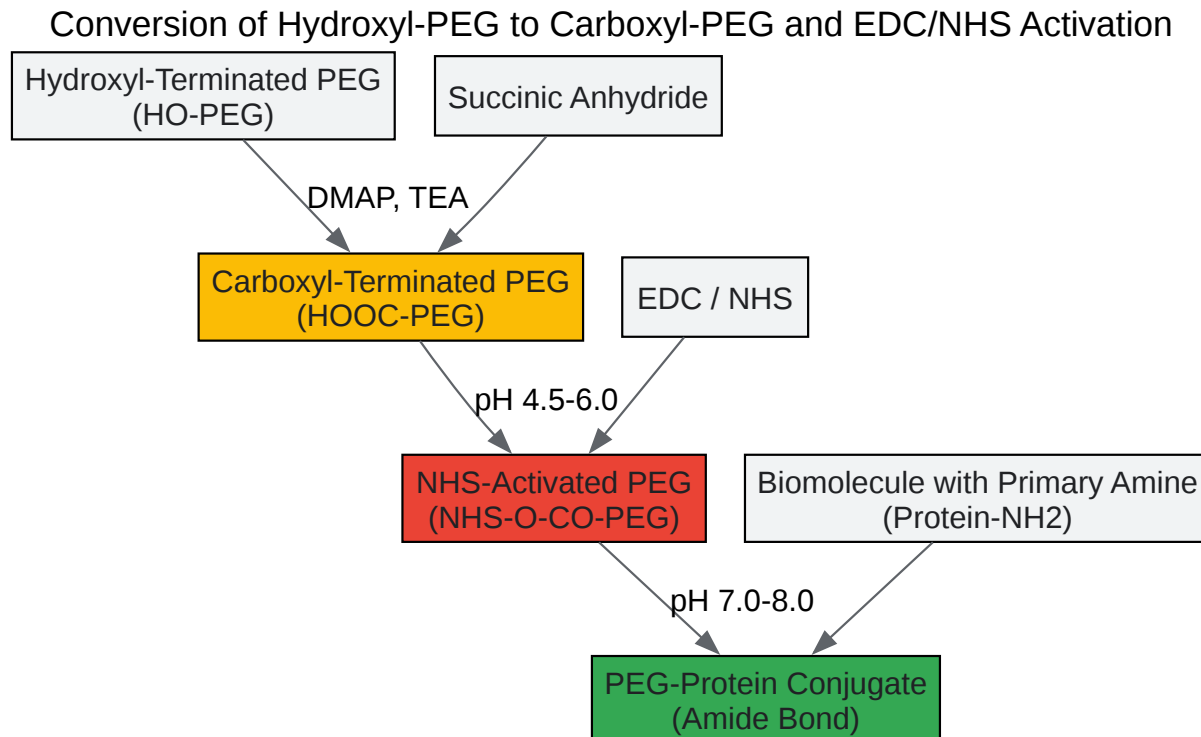 Conversion of Hydroxyl-PEG to Carboxyl-PEG and EDC/NHS Activation
Hydroxyl-Terminated PEG
(HO-PEG)
Succinic Anhydride
DMAP, TEA
Carboxyl-Terminated PEG
(HOOC-PEG)
EDC / NHS
pH 4.5-6.0
NHS-Activated PEG
(NHS-O-CO-PEG)
Biomolecule with Primary Amine
(Protein-NH2)
pH 7.0-8.0
PEG-Protein Conjugate
(Amide Bond)